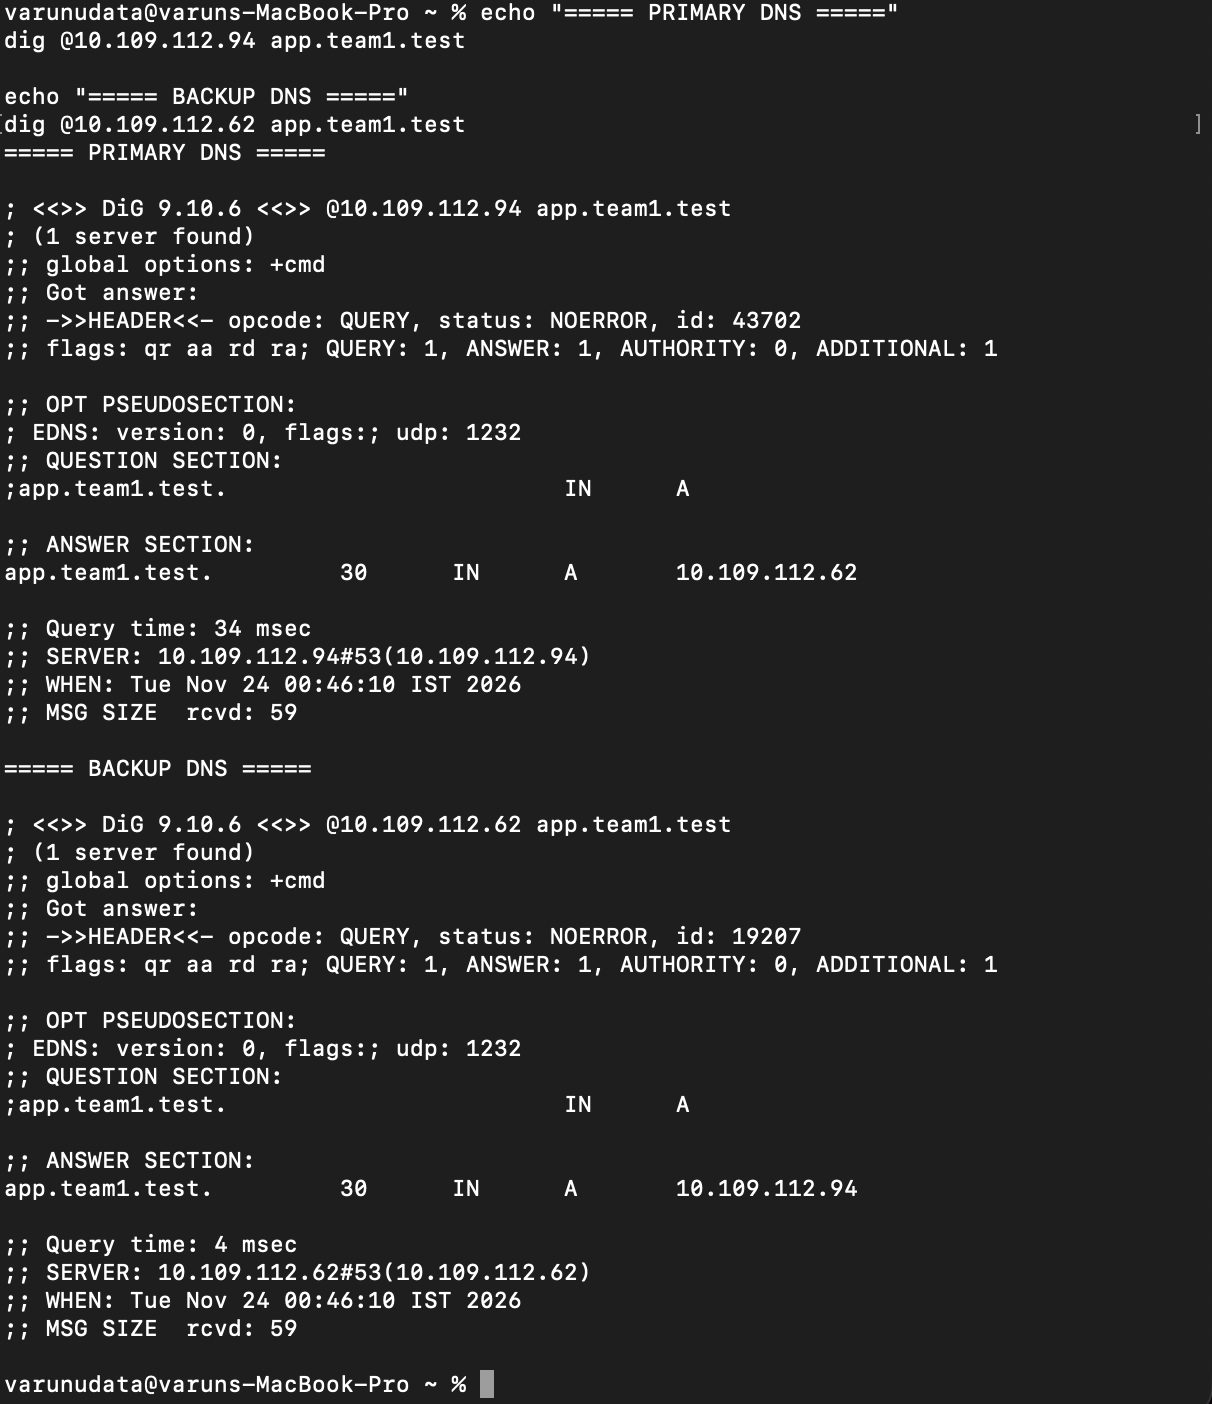 varunudata@varuns-MacBook-Pro ~ % echo "===== PRIMARY DNS ====="
dig @10.109.112.94 app.team1.test

echo "===== BACKUP DNS ====="
[dig @10.109.112.62 app.team1.test ]
===== PRIMARY DNS =====

; <<>> DiG 9.10.6 <<>> @10.109.112.94 app.team1.test
; (1 server found)
;; global options: +cmd
;; Got answer:
;; ->>HEADER<<- opcode: QUERY, status: NOERROR, id: 43702
;; flags: qr aa rd ra; QUERY: 1, ANSWER: 1, AUTHORITY: 0, ADDITIONAL: 1

;; OPT PSEUDOSECTION:
; EDNS: version: 0, flags:; udp: 1232
;; QUESTION SECTION:
;app.team1.test. IN A

;; ANSWER SECTION:
app.team1.test. 30 IN A 10.109.112.62

;; Query time: 34 msec
;; SERVER: 10.109.112.94#53(10.109.112.94)
;; WHEN: Tue Nov 24 00:46:10 IST 2026
;; MSG SIZE  rcvd: 59

===== BACKUP DNS =====

; <<>> DiG 9.10.6 <<>> @10.109.112.62 app.team1.test
; (1 server found)
;; global options: +cmd
;; Got answer:
;; ->>HEADER<<- opcode: QUERY, status: NOERROR, id: 19207
;; flags: qr aa rd ra; QUERY: 1, ANSWER: 1, AUTHORITY: 0, ADDITIONAL: 1

;; OPT PSEUDOSECTION:
; EDNS: version: 0, flags:; udp: 1232
;; QUESTION SECTION:
;app.team1.test. IN A

;; ANSWER SECTION:
app.team1.test. 30 IN A 10.109.112.94

;; Query time: 4 msec
;; SERVER: 10.109.112.62#53(10.109.112.62)
;; WHEN: Tue Nov 24 00:46:10 IST 2026
;; MSG SIZE  rcvd: 59

varunudata@varuns-MacBook-Pro ~ %